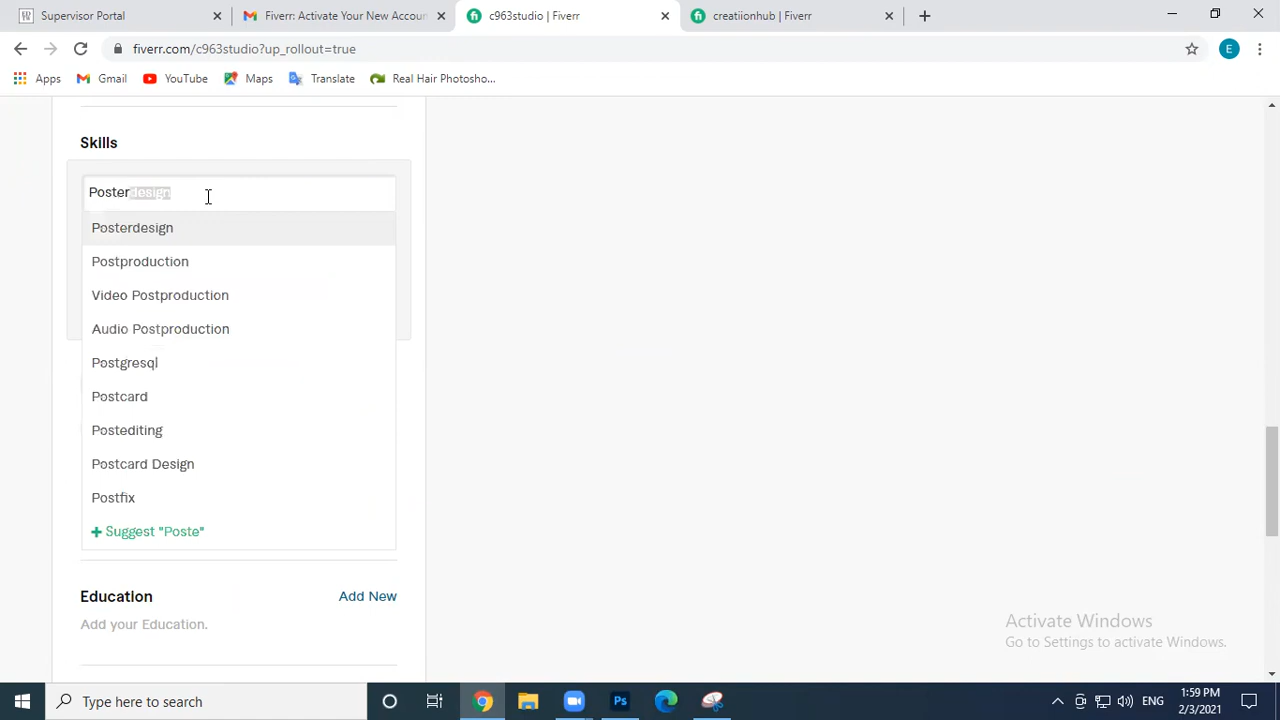 Supervisor Portal
Fiverr: Activate Your New Accoun
c963studio | Fiverr
creatiionhub | Fiverr
fiverr.com/c963studio?up_rollout=true
E
Apps
Gmail
YouTube
Maps
Translate
Real Hair Photosho...
Skills
Posterdesign
Posterdesign
Postproduction
Video Postproduction
Audio Postproduction
Postgresql
Postcard
Postediting
Postcard Design
Postfix
+ Suggest "Poste"
Education
Add New
Add your Education.
Activate Windows
Go to Settings to activate Windows.
Type here to search
Ps
ENG
1:59 PM
2/3/2021